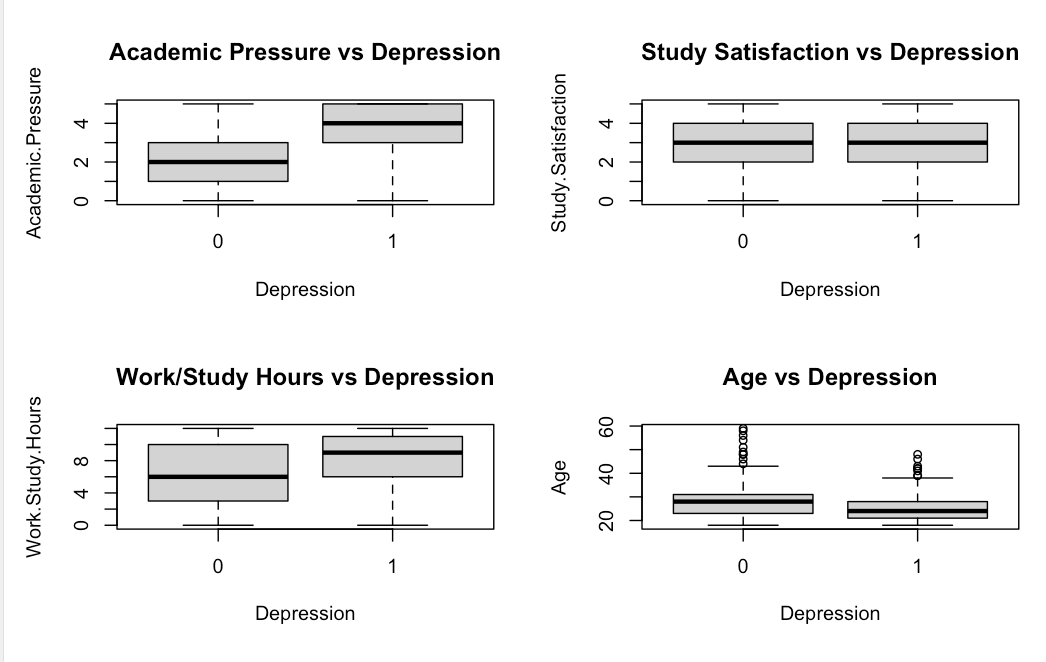 Academic Pressure vs Depression
Academic.Pressure
0 2 4
0 1
Depression
Study Satisfaction vs Depression
Study.Satisfaction
0 2 4
0 1
Depression
Work/Study Hours vs Depression
Work.Study.Hours
0 4 8
0 1
Depression
Age vs Depression
Age
20 40 60
0 1
Depression